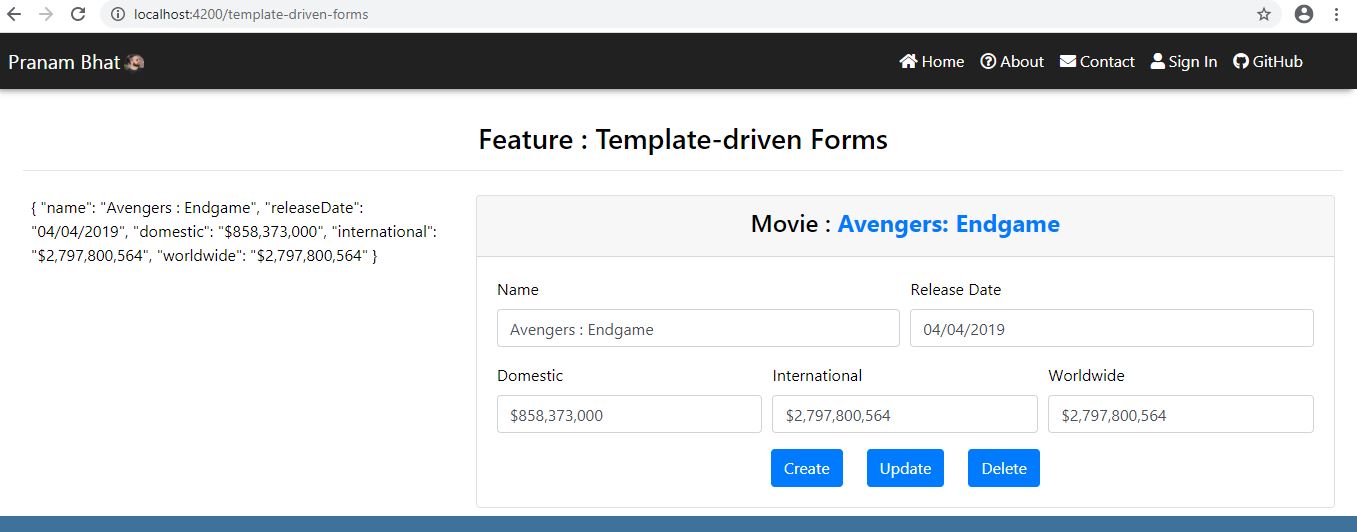 localhost:4200/template-driven-forms
Pranam Bhat Home About Contact Sign In GitHub
Feature : Template-driven Forms
{ "name": "Avengers : Endgame", "releaseDate":
"04/04/2019", "domestic": "$858,373,000", "international":
"$2,797,800,564", "worldwide": "$2,797,800,564" }
Movie : Avengers: Endgame
Name Release Date
Avengers : Endgame 04/04/2019
Domestic International Worldwide
$858,373,000 $2,797,800,564 $2,797,800,564
Create Update Delete